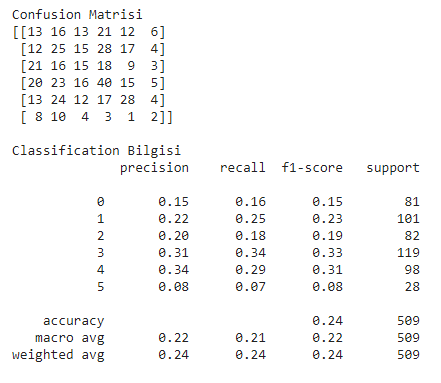 Confusion Matrisi
[[13 16 13 21 12  6]
 [12 25 15 28 17  4]
 [21 16 15 18  9  3]
 [20 23 16 40 15  5]
 [13 24 12 17 28  4]
 [ 8 10  4  3  1  2]]
Classification Bilgisi
precision recall f1-score support
0 0.15 0.16 0.15 81
1 0.22 0.25 0.23 101
2 0.20 0.18 0.19 82
3 0.31 0.34 0.33 119
4 0.34 0.29 0.31 98
5 0.08 0.07 0.08 28
accuracy 0.24 509
macro avg 0.22 0.21 0.22 509
weighted avg 0.24 0.24 0.24 509